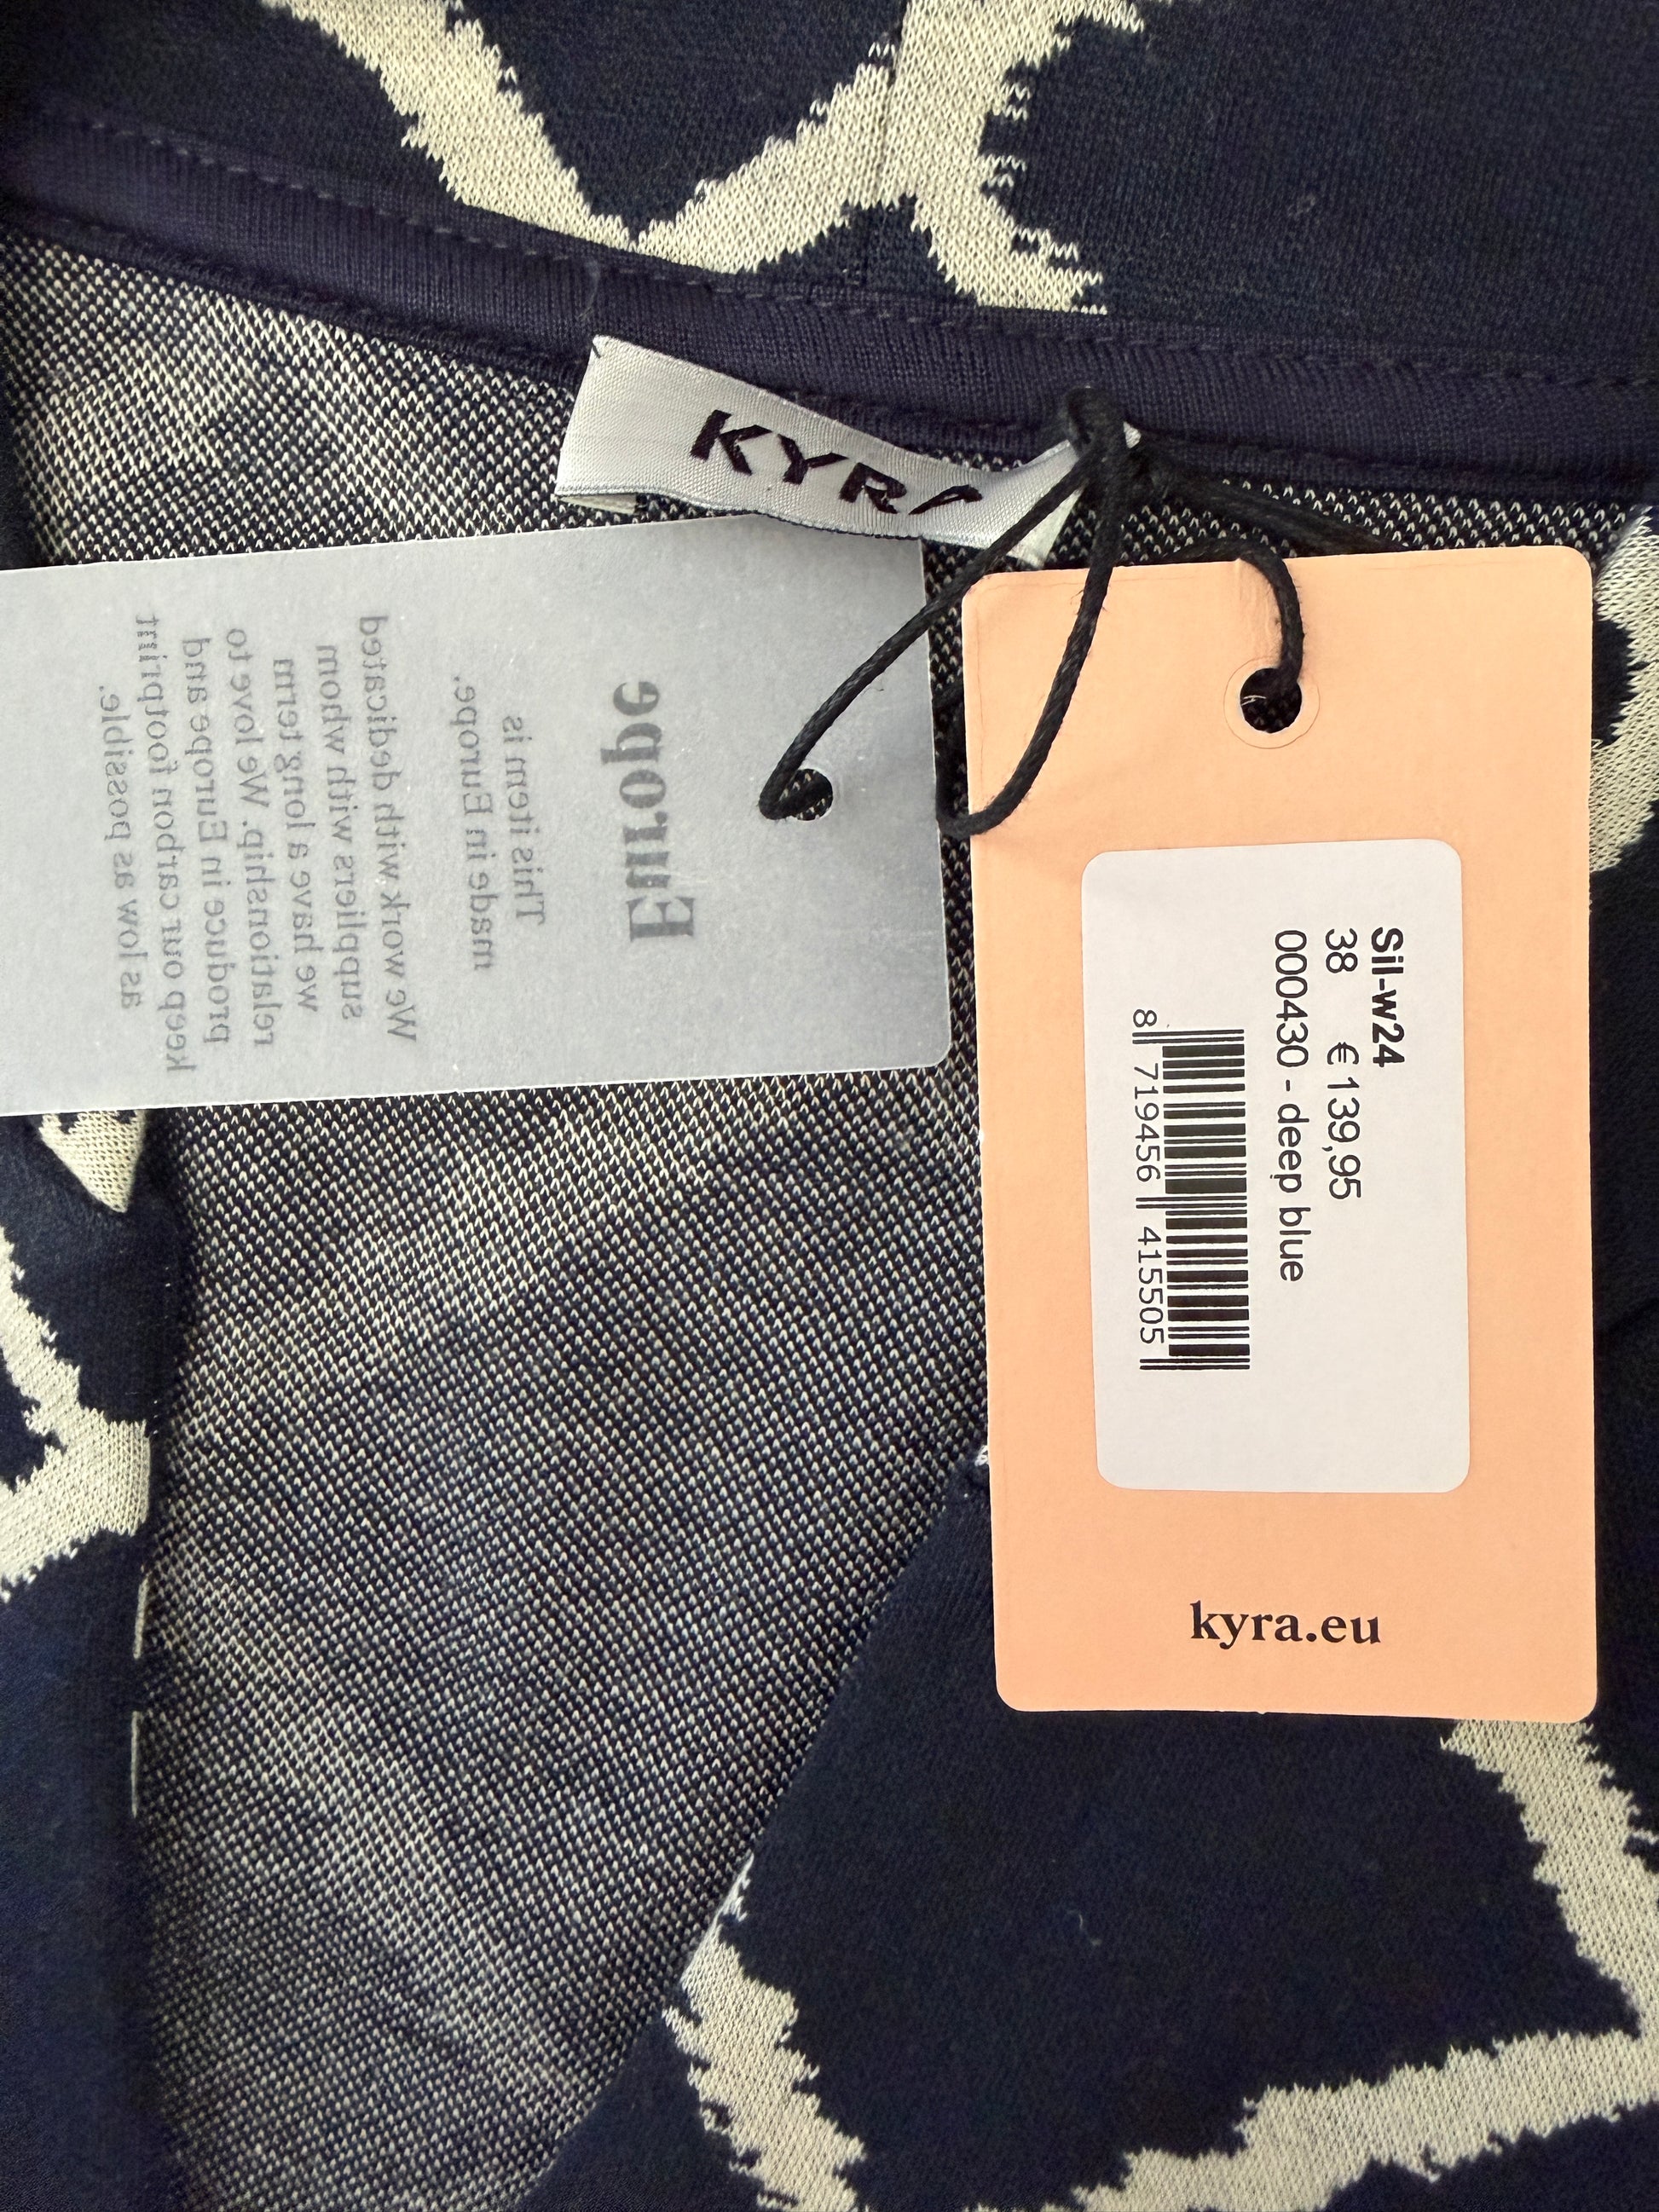 KYRA
Europe
This item is
made in Europe.
We work with dedicated
suppliers with whom
we have a long term
relationship. We love to
produce in Europe and
keep our carbon footprint
as low as possible.
Sil-w24
38 € 139,95
000430 - deep blue
8 719456 415505
kyra.eu